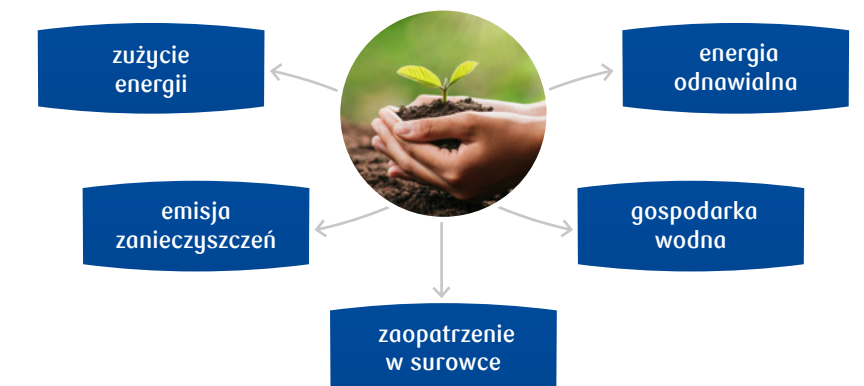 zużycie
energii
energia
odnawialna
emisja
zanieczyszczeń
gospodarka
wodna
zaopatrzenie
w surowce